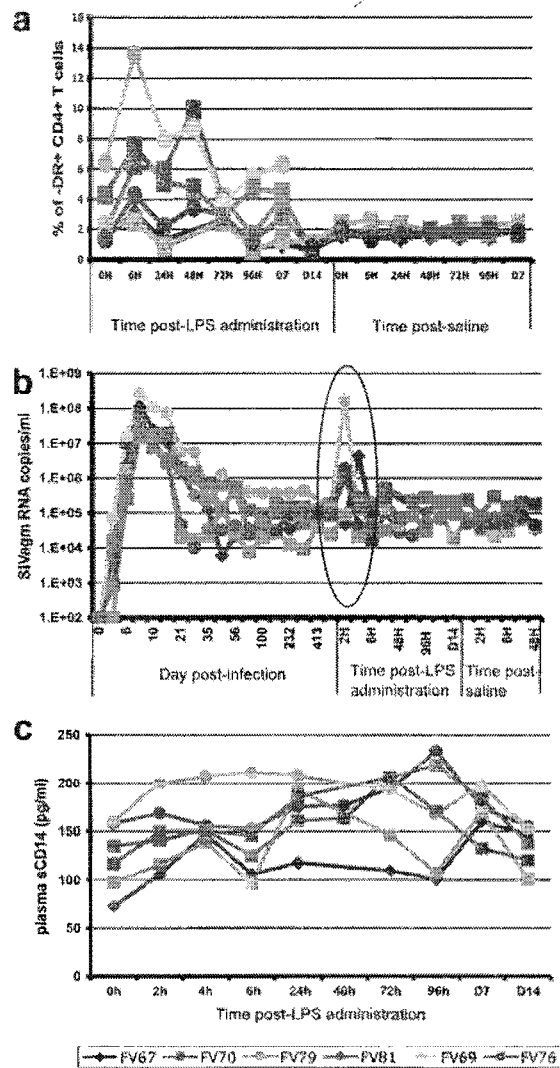 a
16
14
12
10
8
6
4
2
0
% of -DR+ CD4+ T cells
0H 6H 24H 48H 72H 96H D7 D14 0H 6H 24H 48H 72H 96H D7
Time post-LPS administration Time post-saline
b
1.E+09
1.E+08
1.E+07
1.E+06
1.E+05
1.E+04
1.E+03
1.E+02
SIVagm RNA copies/ml
0 6 10 21 35 56 100 232 413 2H 6H 48H 96H D14 2H 6H 48H
Day post-infection Time post-LPS administration Time post-saline
c
250
200
150
100
50
0
plasma sCD14 (pg/ml)
0h 2h 4h 6h 24h 48h 72h 96h D7 D14
Time post-LPS administration
FV67 FV70 FV79 FV81 FV69 FV76